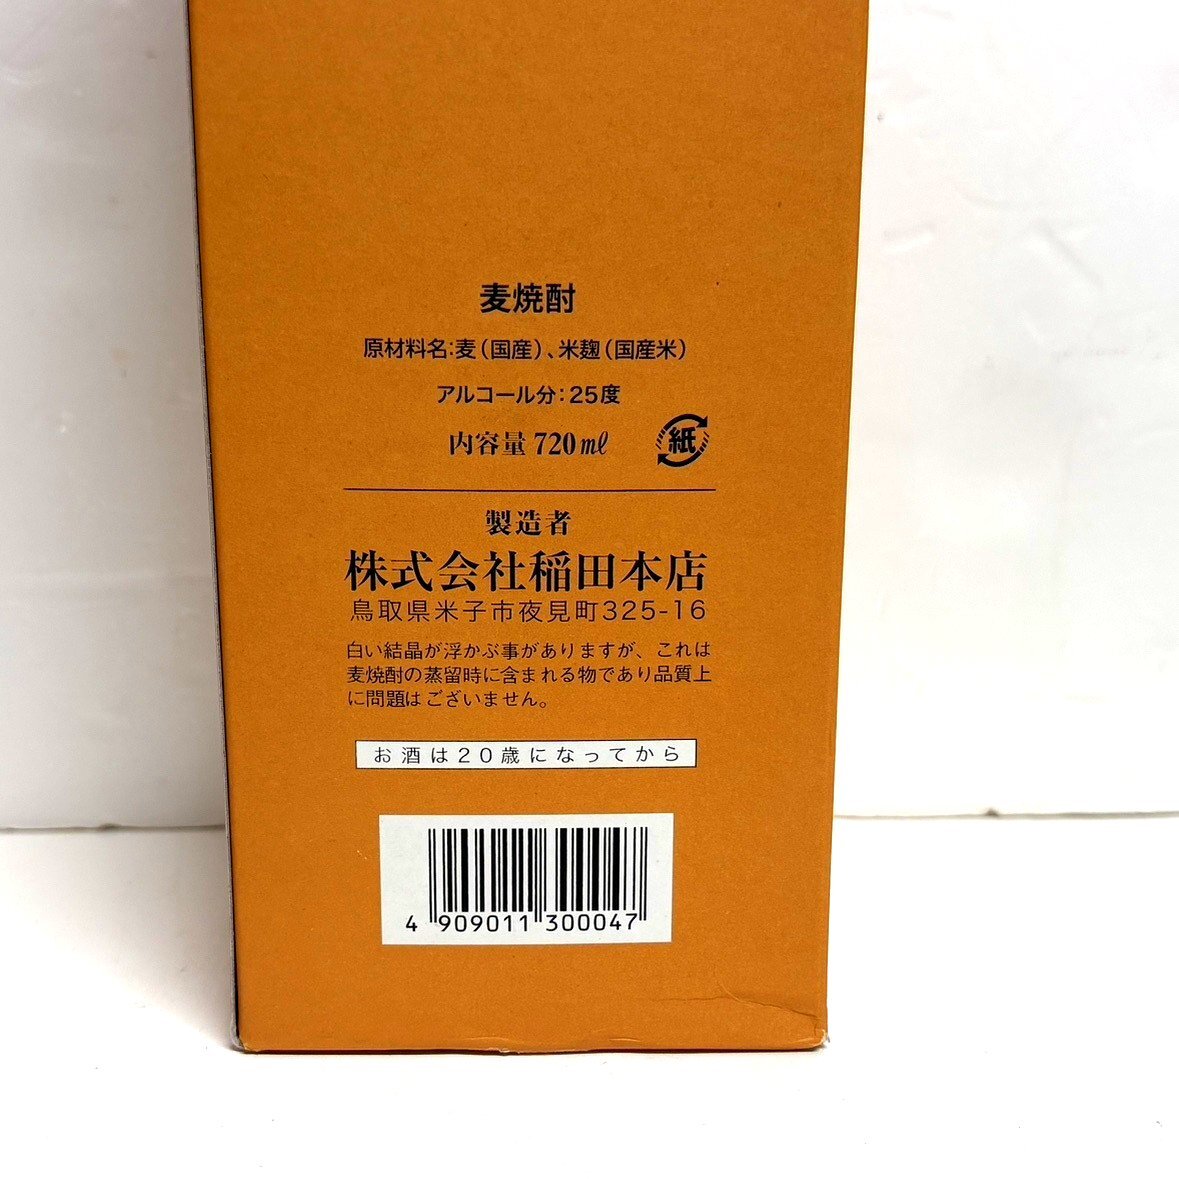 麦焼酎
原材料名:麦(国産)、米麹(国産米)
アルコール分:25度
内容量 720㎖
紙
製造者
株式会社稲田本店
鳥取県米子市夜見町325-16
白い結晶が浮かぶ事がありますが、これは
麦焼酎の蒸留時に含まれる物であり品質上
に問題はございません。
お酒は20歳になってから
4 909011 300047